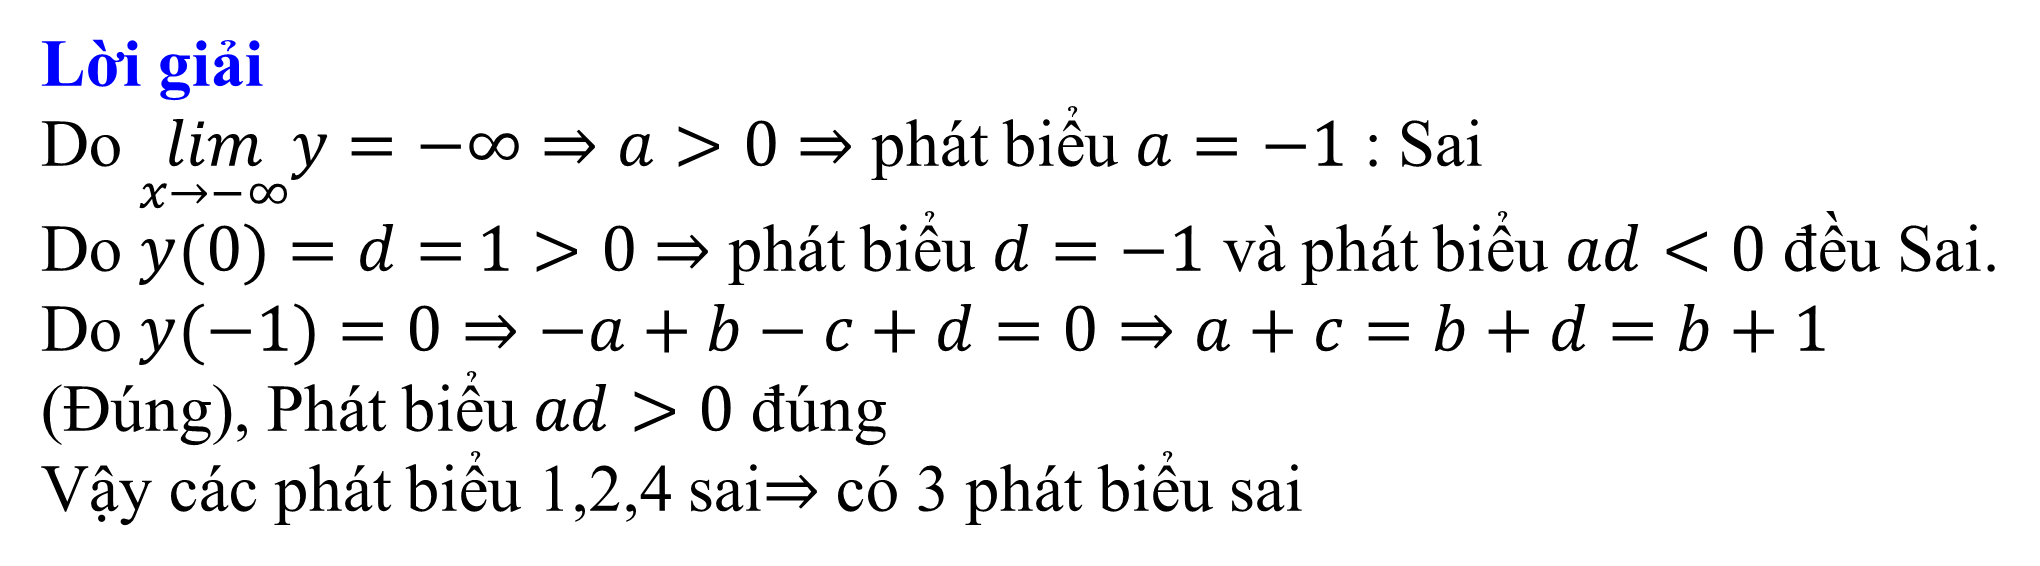 Lời giải
Do lim y = −∞ ⇒ a > 0 ⇒ phát biểu a = −1 : Sai
x→−∞
Do y(0) = d = 1 > 0 ⇒ phát biểu d = −1 và phát biểu ad < 0 đều Sai.
Do y(−1) = 0 ⇒ −a + b − c + d = 0 ⇒ a + c = b + d = b + 1
(Đúng), Phát biểu ad > 0 đúng
Vậy các phát biểu 1,2,4 sai⇒ có 3 phát biểu sai